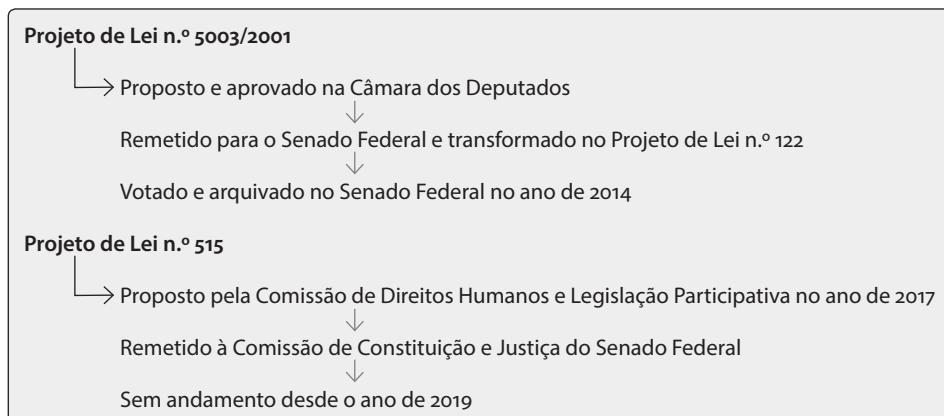 Projeto de Lei n.º 5003/2001
Proposto e aprovado na Câmara dos Deputados
Remetido para o Senado Federal e transformado no Projeto de Lei n.º 122
Votado e arquivado no Senado Federal no ano de 2014
Projeto de Lei n.º 515
Proposto pela Comissão de Direitos Humanos e Legislação Participativa no ano de 2017
Remetido à Comissão de Constituição e Justiça do Senado Federal
Sem andamento desde o ano de 2019